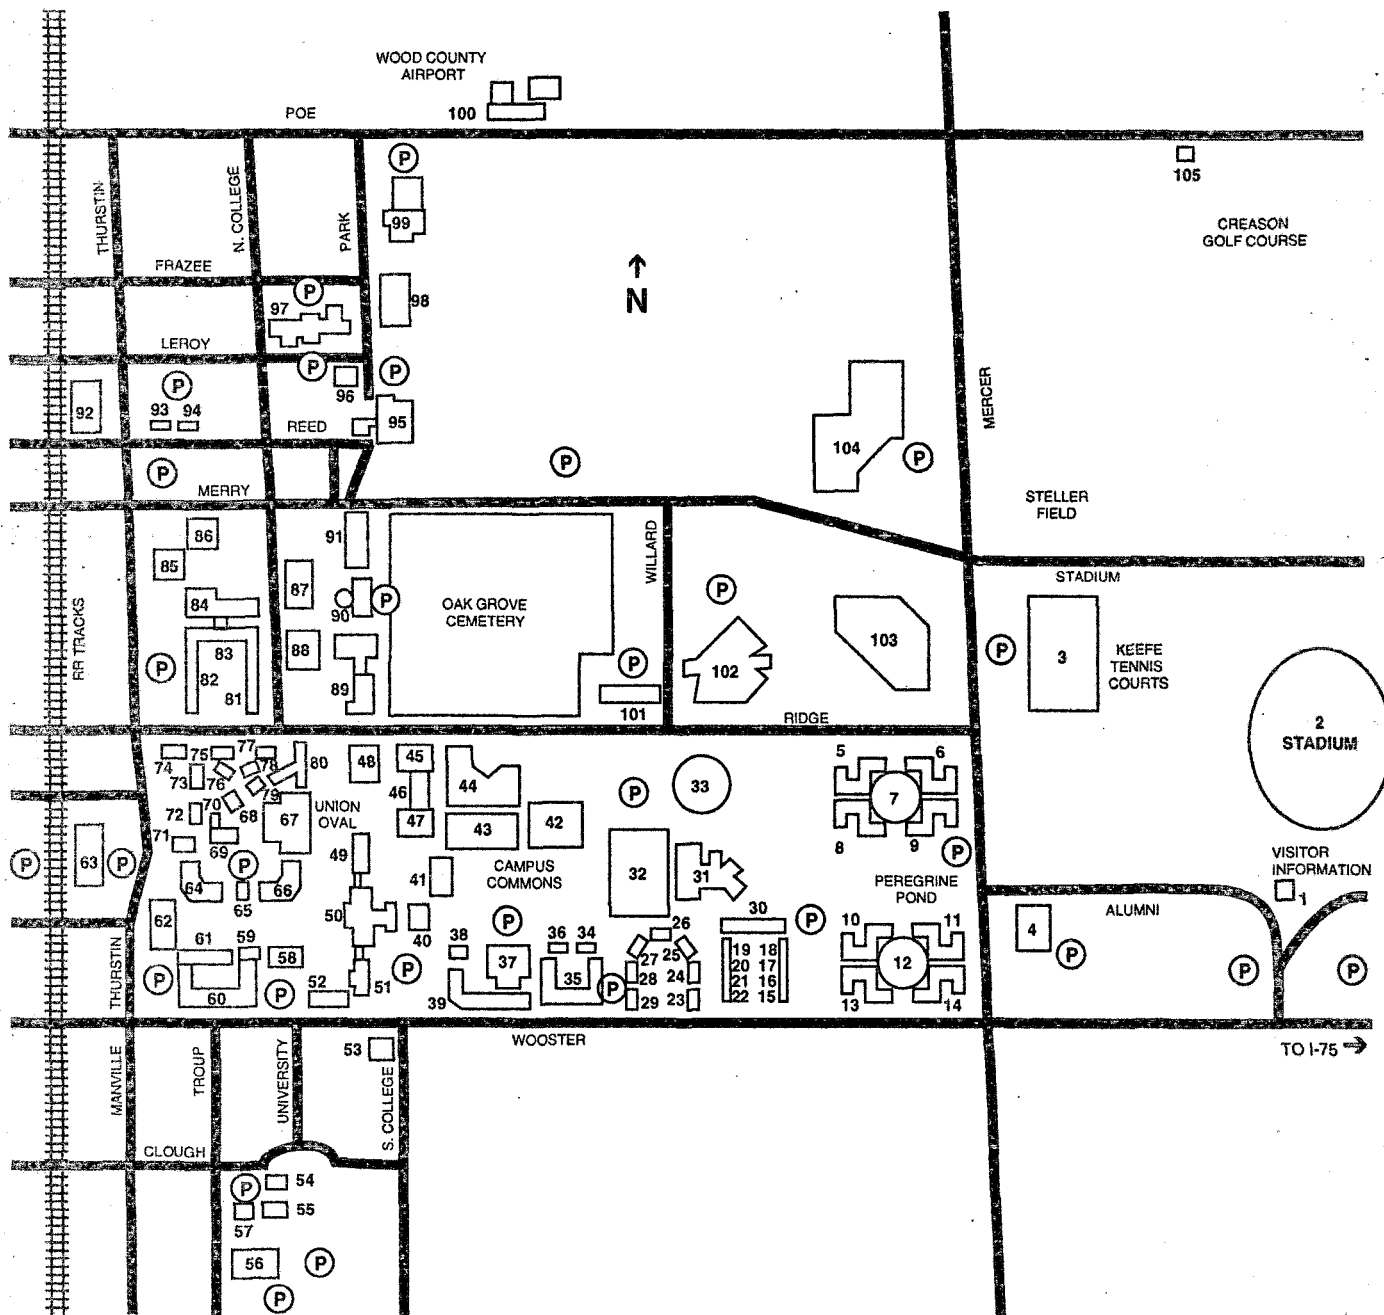 WOOD COUNTY
AIRPORT
100
POE
P
105
THURSTIN
N. COLLEGE
PARK
99
CREASON
GOLF COURSE
FRAZEE
P
98
97
N
LEROY
P
P
P
92
93
94
96
95
REED
MERCER
104
P
P
P
MERRY
STELLER
FIELD
86
91
WILLARD
85
87
STADIUM
P
84
90
P
OAK GROVE
CEMETERY
RR TRACKS
103
83
88
P
P
P
102
3
KEEFE
TENNIS
COURTS
82
81
89
101
RIDGE
2
STADIUM
74
75
77
78
80
48
45
5
6
73
76
79
46
44
33
7
P
72
70
68
67
UNION
OVAL
47
43
42
71
69
49
8
9
P
63
P
P
P
41
CAMPUS
COMMONS
32
31
VISITOR
INFORMATION
1
64
65
66
PEREGRINE
POND
ALUMNI
62
50
40
P
30
P
10
11
4
P
26
61
59
58
38
37
36
34
27
25
19
18
12
P
P
P
P
P
28
24
20
17
35
P
21
16
60
52
51
39
29
23
22
15
13
14
THURSTIN
WOOSTER
TO I-75
MANVILLE
TROUP
UNIVERSITY
53
S. COLLEGE
CLOUGH
P
54
55
57
56
P
P